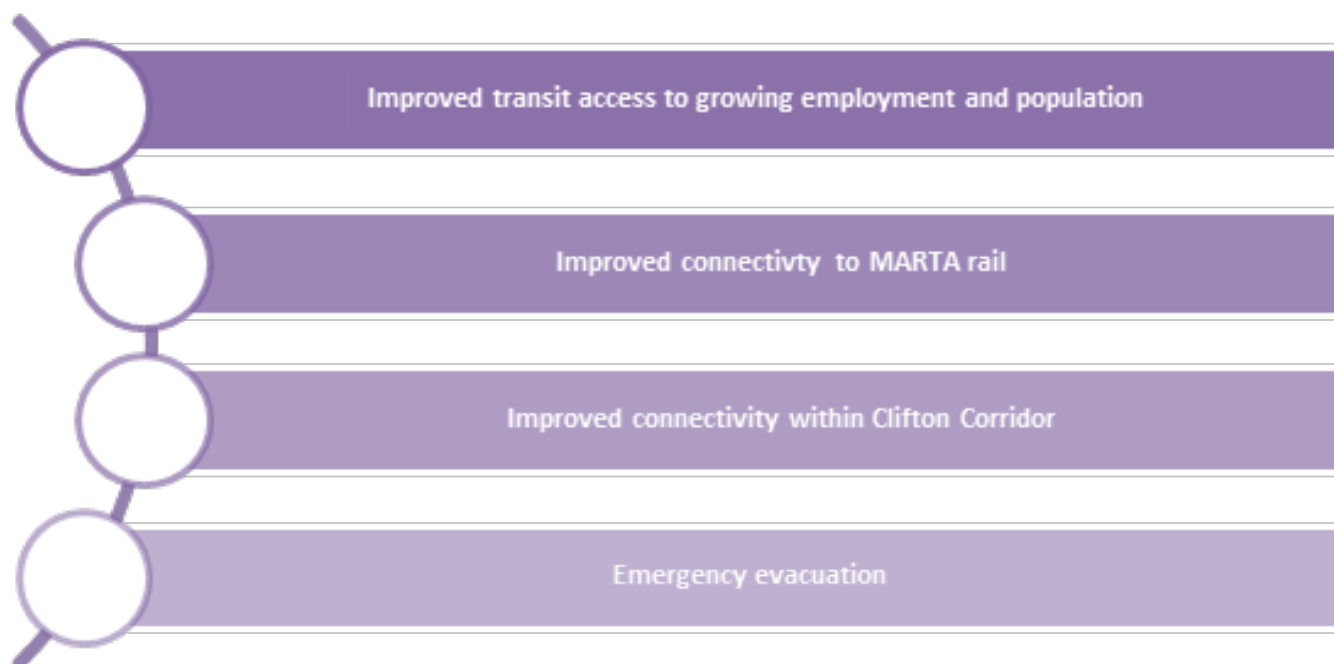 Improved transit access to growing employment and population
Improved connectivty to MARTA rail
Improved connectivity within Clifton Corridor
Emergency evacuation